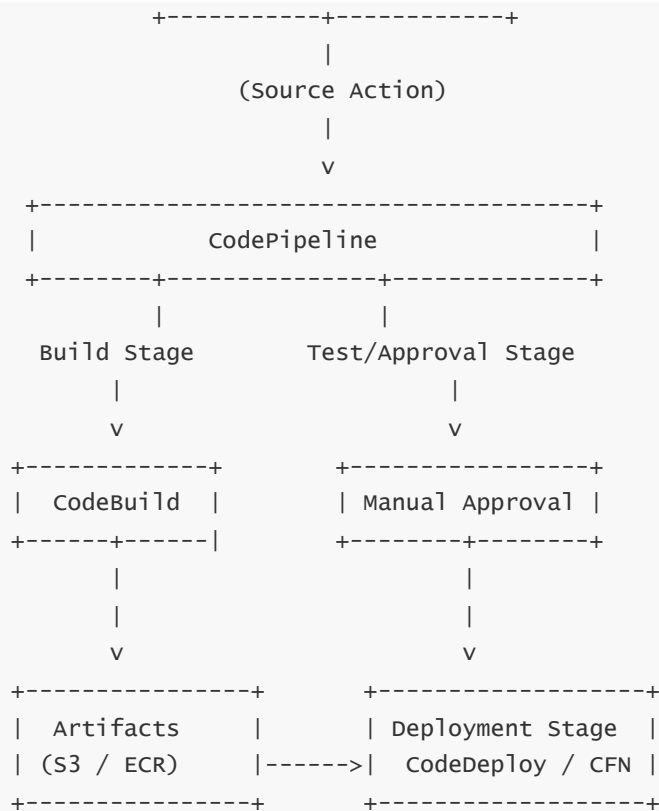 (Source Action)
CodePipeline
Build Stage Test/Approval Stage
CodeBuild Manual Approval
Artifacts Deployment Stage
(S3 / ECR) CodeDeploy / CFN